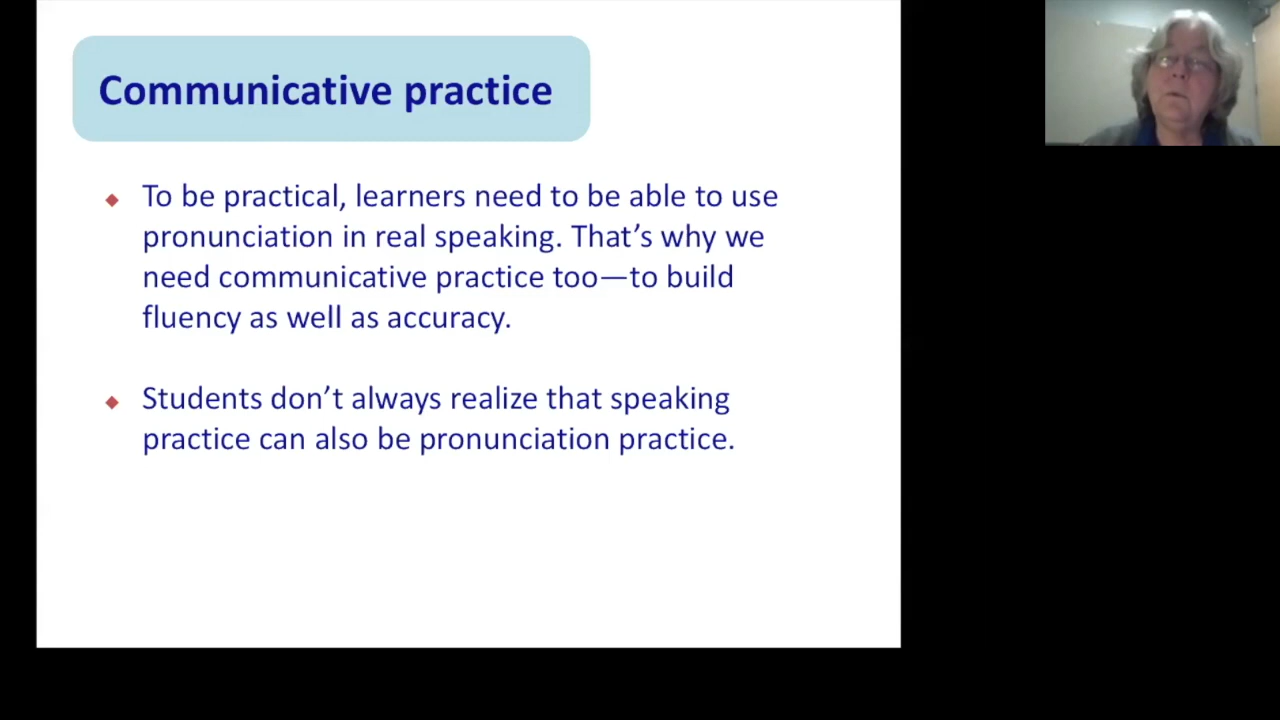 Communicative practice
To be practical, learners need to be able to use
pronunciation in real speaking. That’s why we
need communicative practice too—to build
fluency as well as accuracy.
Students don’t always realize that speaking
practice can also be pronunciation practice.